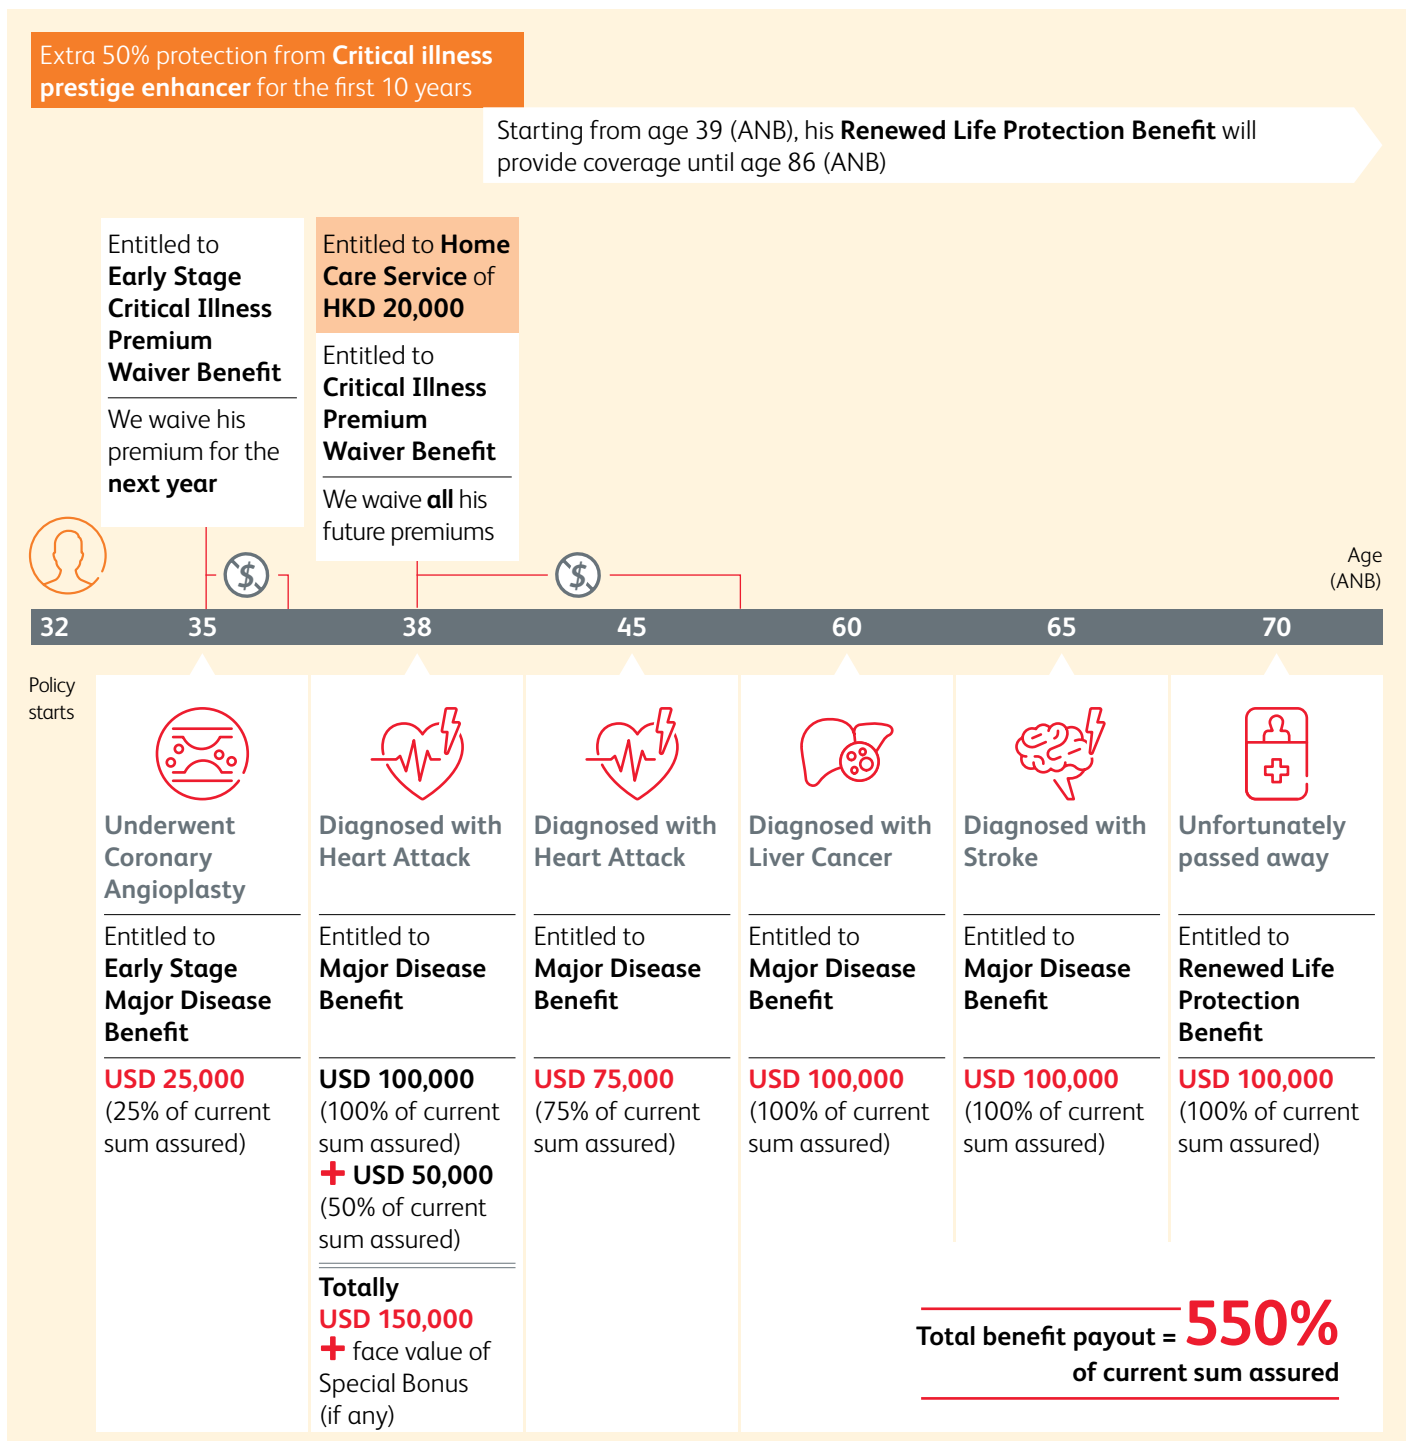 Extra 50% protection from Critical illness
prestige enhancer for the first 10 years
Starting from age 39 (ANB), his Renewed Life Protection Benefit will
provide coverage until age 86 (ANB)
Entitled to
Early Stage
Critical Illness
Premium
Waiver Benefit
We waive his
premium for the
next year
Entitled to Home
Care Service of
HKD 20,000
Entitled to
Critical Illness
Premium
Waiver Benefit
We waive all his
future premiums
$
$
Age
(ANB)
32 35 38 45 60 65 70
Policy
starts
Underwent
Coronary
Angioplasty
Entitled to
Early Stage
Major Disease
Benefit
USD 25,000
(25% of current
sum assured)
Diagnosed with
Heart Attack
Entitled to
Major Disease
Benefit
USD 100,000
(100% of current
sum assured)
+ USD 50,000
(50% of current
sum assured)
Totally
USD 150,000
+ face value of
Special Bonus
(if any)
Diagnosed with
Heart Attack
Entitled to
Major Disease
Benefit
USD 75,000
(75% of current
sum assured)
Diagnosed with
Liver Cancer
Entitled to
Major Disease
Benefit
USD 100,000
(100% of current
sum assured)
Diagnosed with
Stroke
Entitled to
Major Disease
Benefit
USD 100,000
(100% of current
sum assured)
Unfortunately
passed away
Entitled to
Renewed Life
Protection
Benefit
USD 100,000
(100% of current
sum assured)
Total benefit payout = 550%
of current sum assured